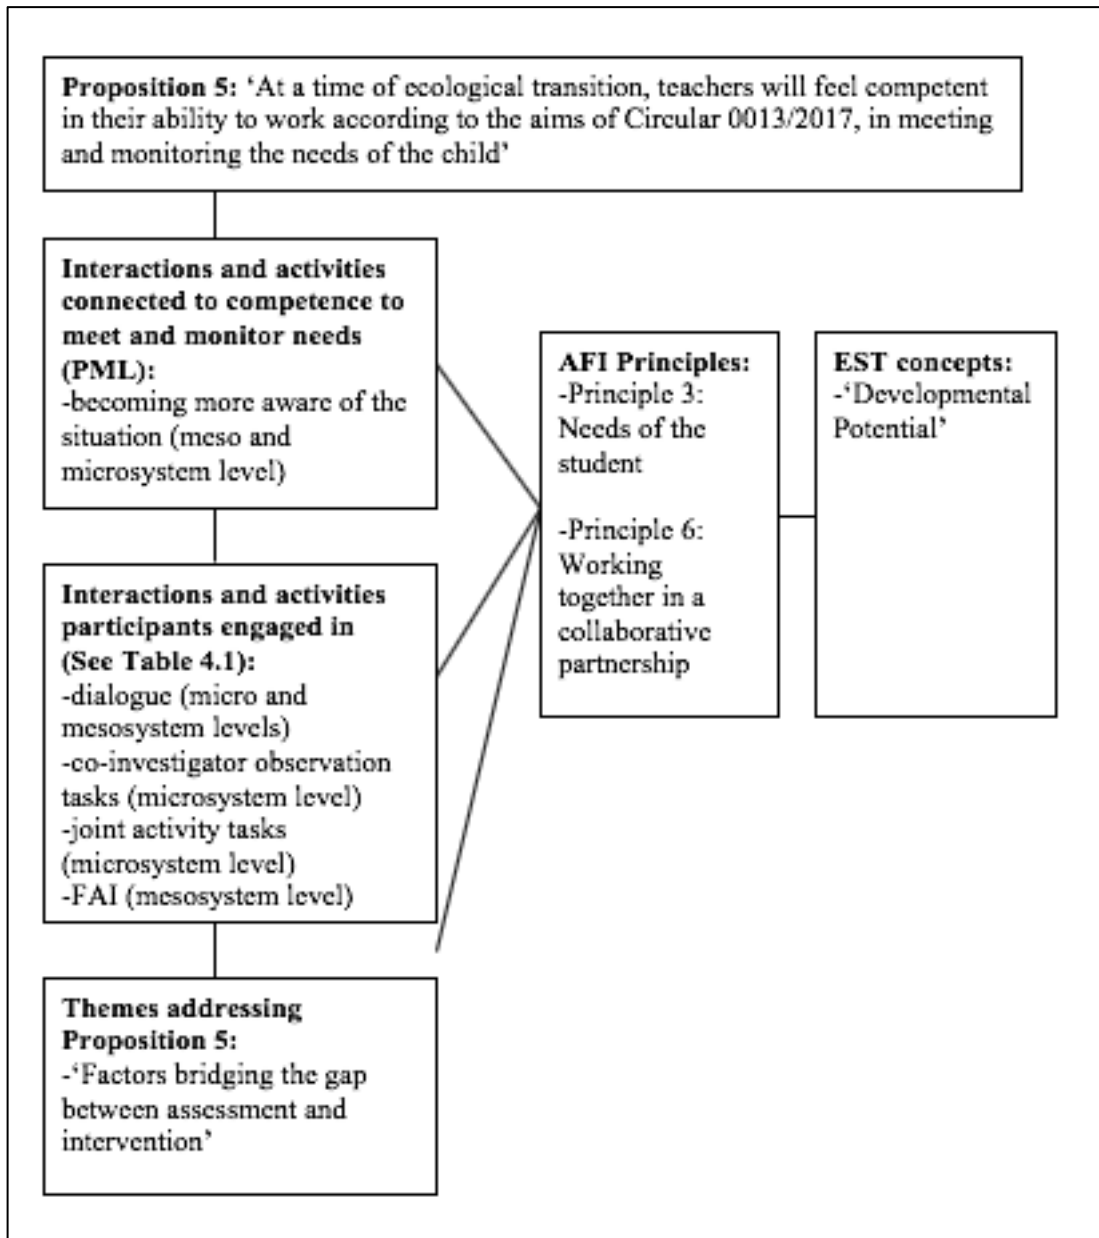 Proposition 5: ‘At a time of ecological transition, teachers will feel competent
in their ability to work according to the aims of Circular 0013/2017, in meeting
and monitoring the needs of the child’
Interactions and activities
connected to competence to
meet and monitor needs
(PML):
-becoming more aware of the
situation (meso and
microsystem level)
Interactions and activities
participants engaged in
(See Table 4.1):
-dialogue (micro and
mesosystem levels)
-co-investigator observation
tasks (microsystem level)
-joint activity tasks
(microsystem level)
-FAI (mesosystem level)
Themes addressing
Proposition 5:
-‘Factors bridging the gap
between assessment and
intervention’
AFI Principles:
-Principle 3:
Needs of the
student
-Principle 6:
Working
together in a
collaborative
partnership
EST concepts:
-‘Developmental
Potential’